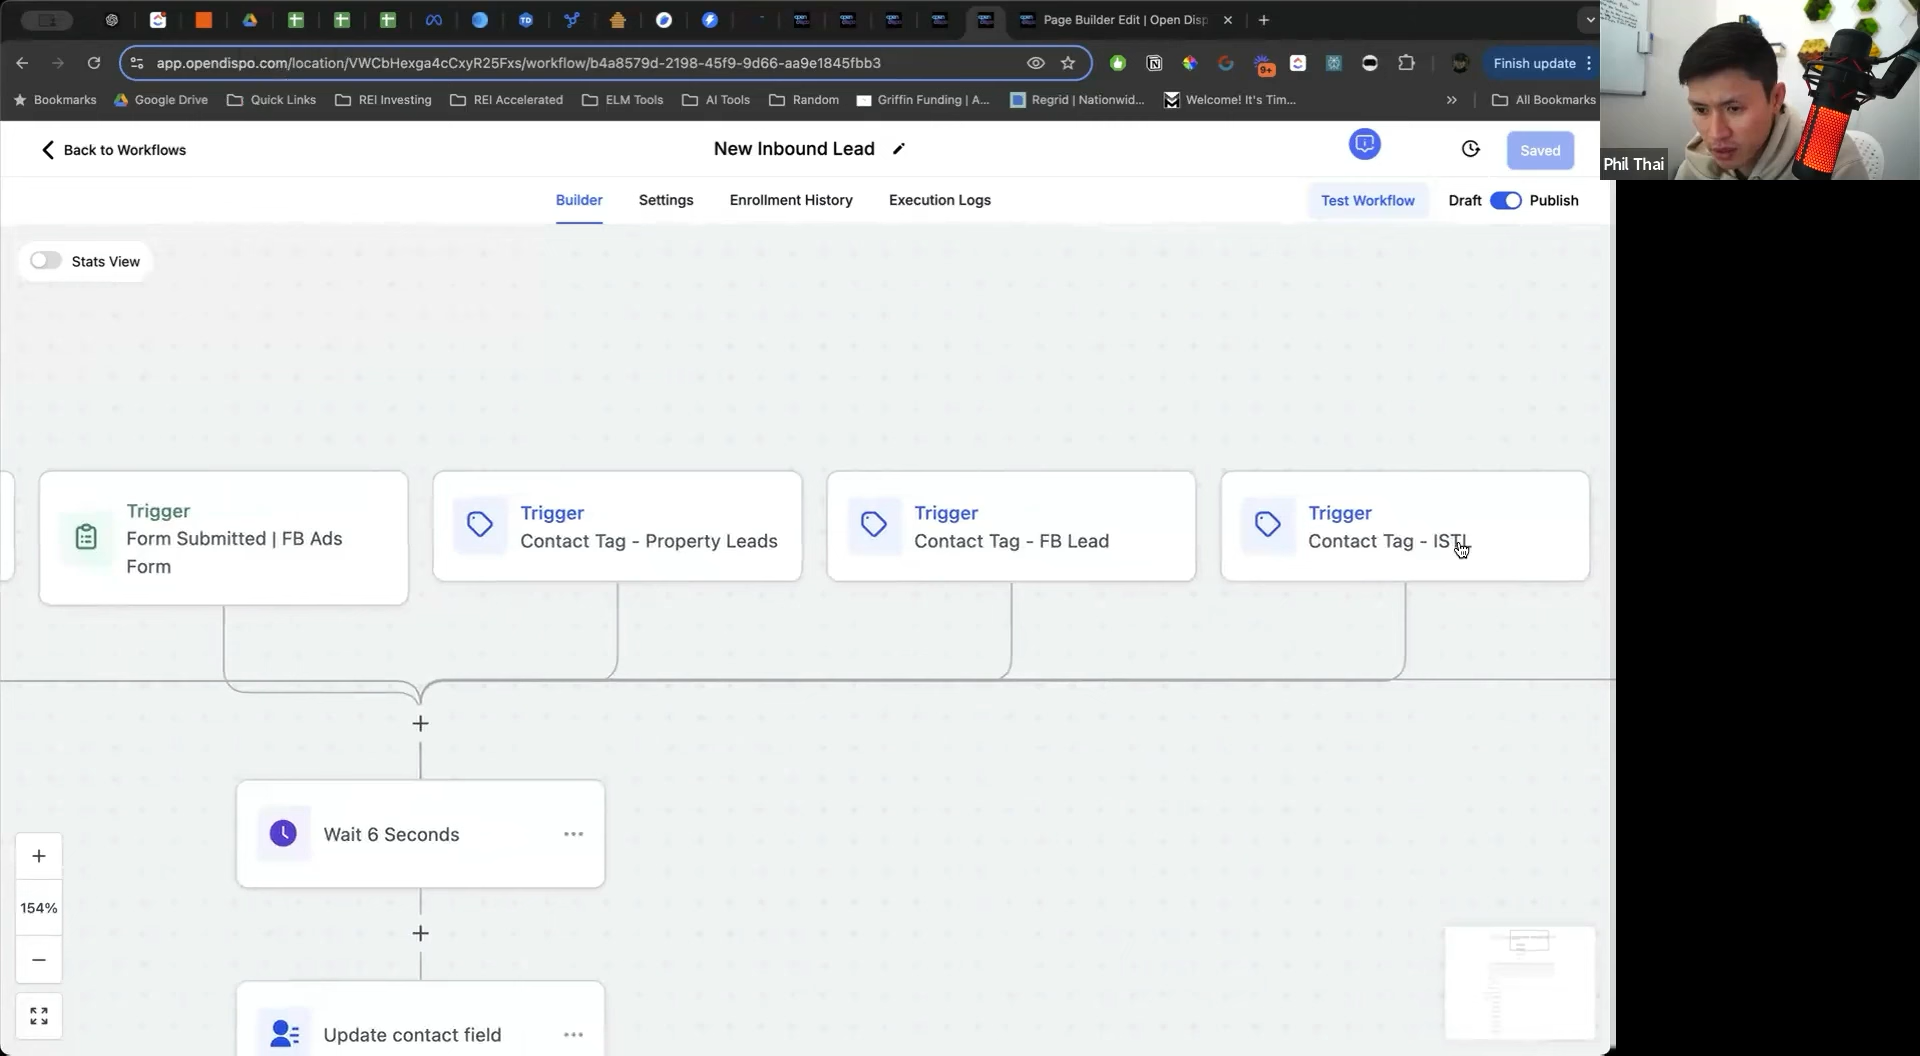 Page Builder Edit | Open Disp
app.opendispo.com/location/VWCbHexga4cCxyR25Fxs/workflow/b4a8579d-2198-45f9-9d66-aa9e1845fbb3
9+
Finish update
Bookmarks
Google Drive
Quick Links
REI Investing
REI Accelerated
ELM Tools
AI Tools
Random
Griffin Funding | A...
Regrid | Nationwid...
Welcome! It's Tim...
»
All Bookmarks
Phil Thai
Back to Workflows
New Inbound Lead
Saved
Builder
Settings
Enrollment History
Execution Logs
Test Workflow
Draft
Publish
Stats View
Trigger
Form Submitted | FB Ads
Form
Trigger
Contact Tag - Property Leads
Trigger
Contact Tag - FB Lead
Trigger
Contact Tag - ISTL
Wait 6 Seconds
Update contact field
154%